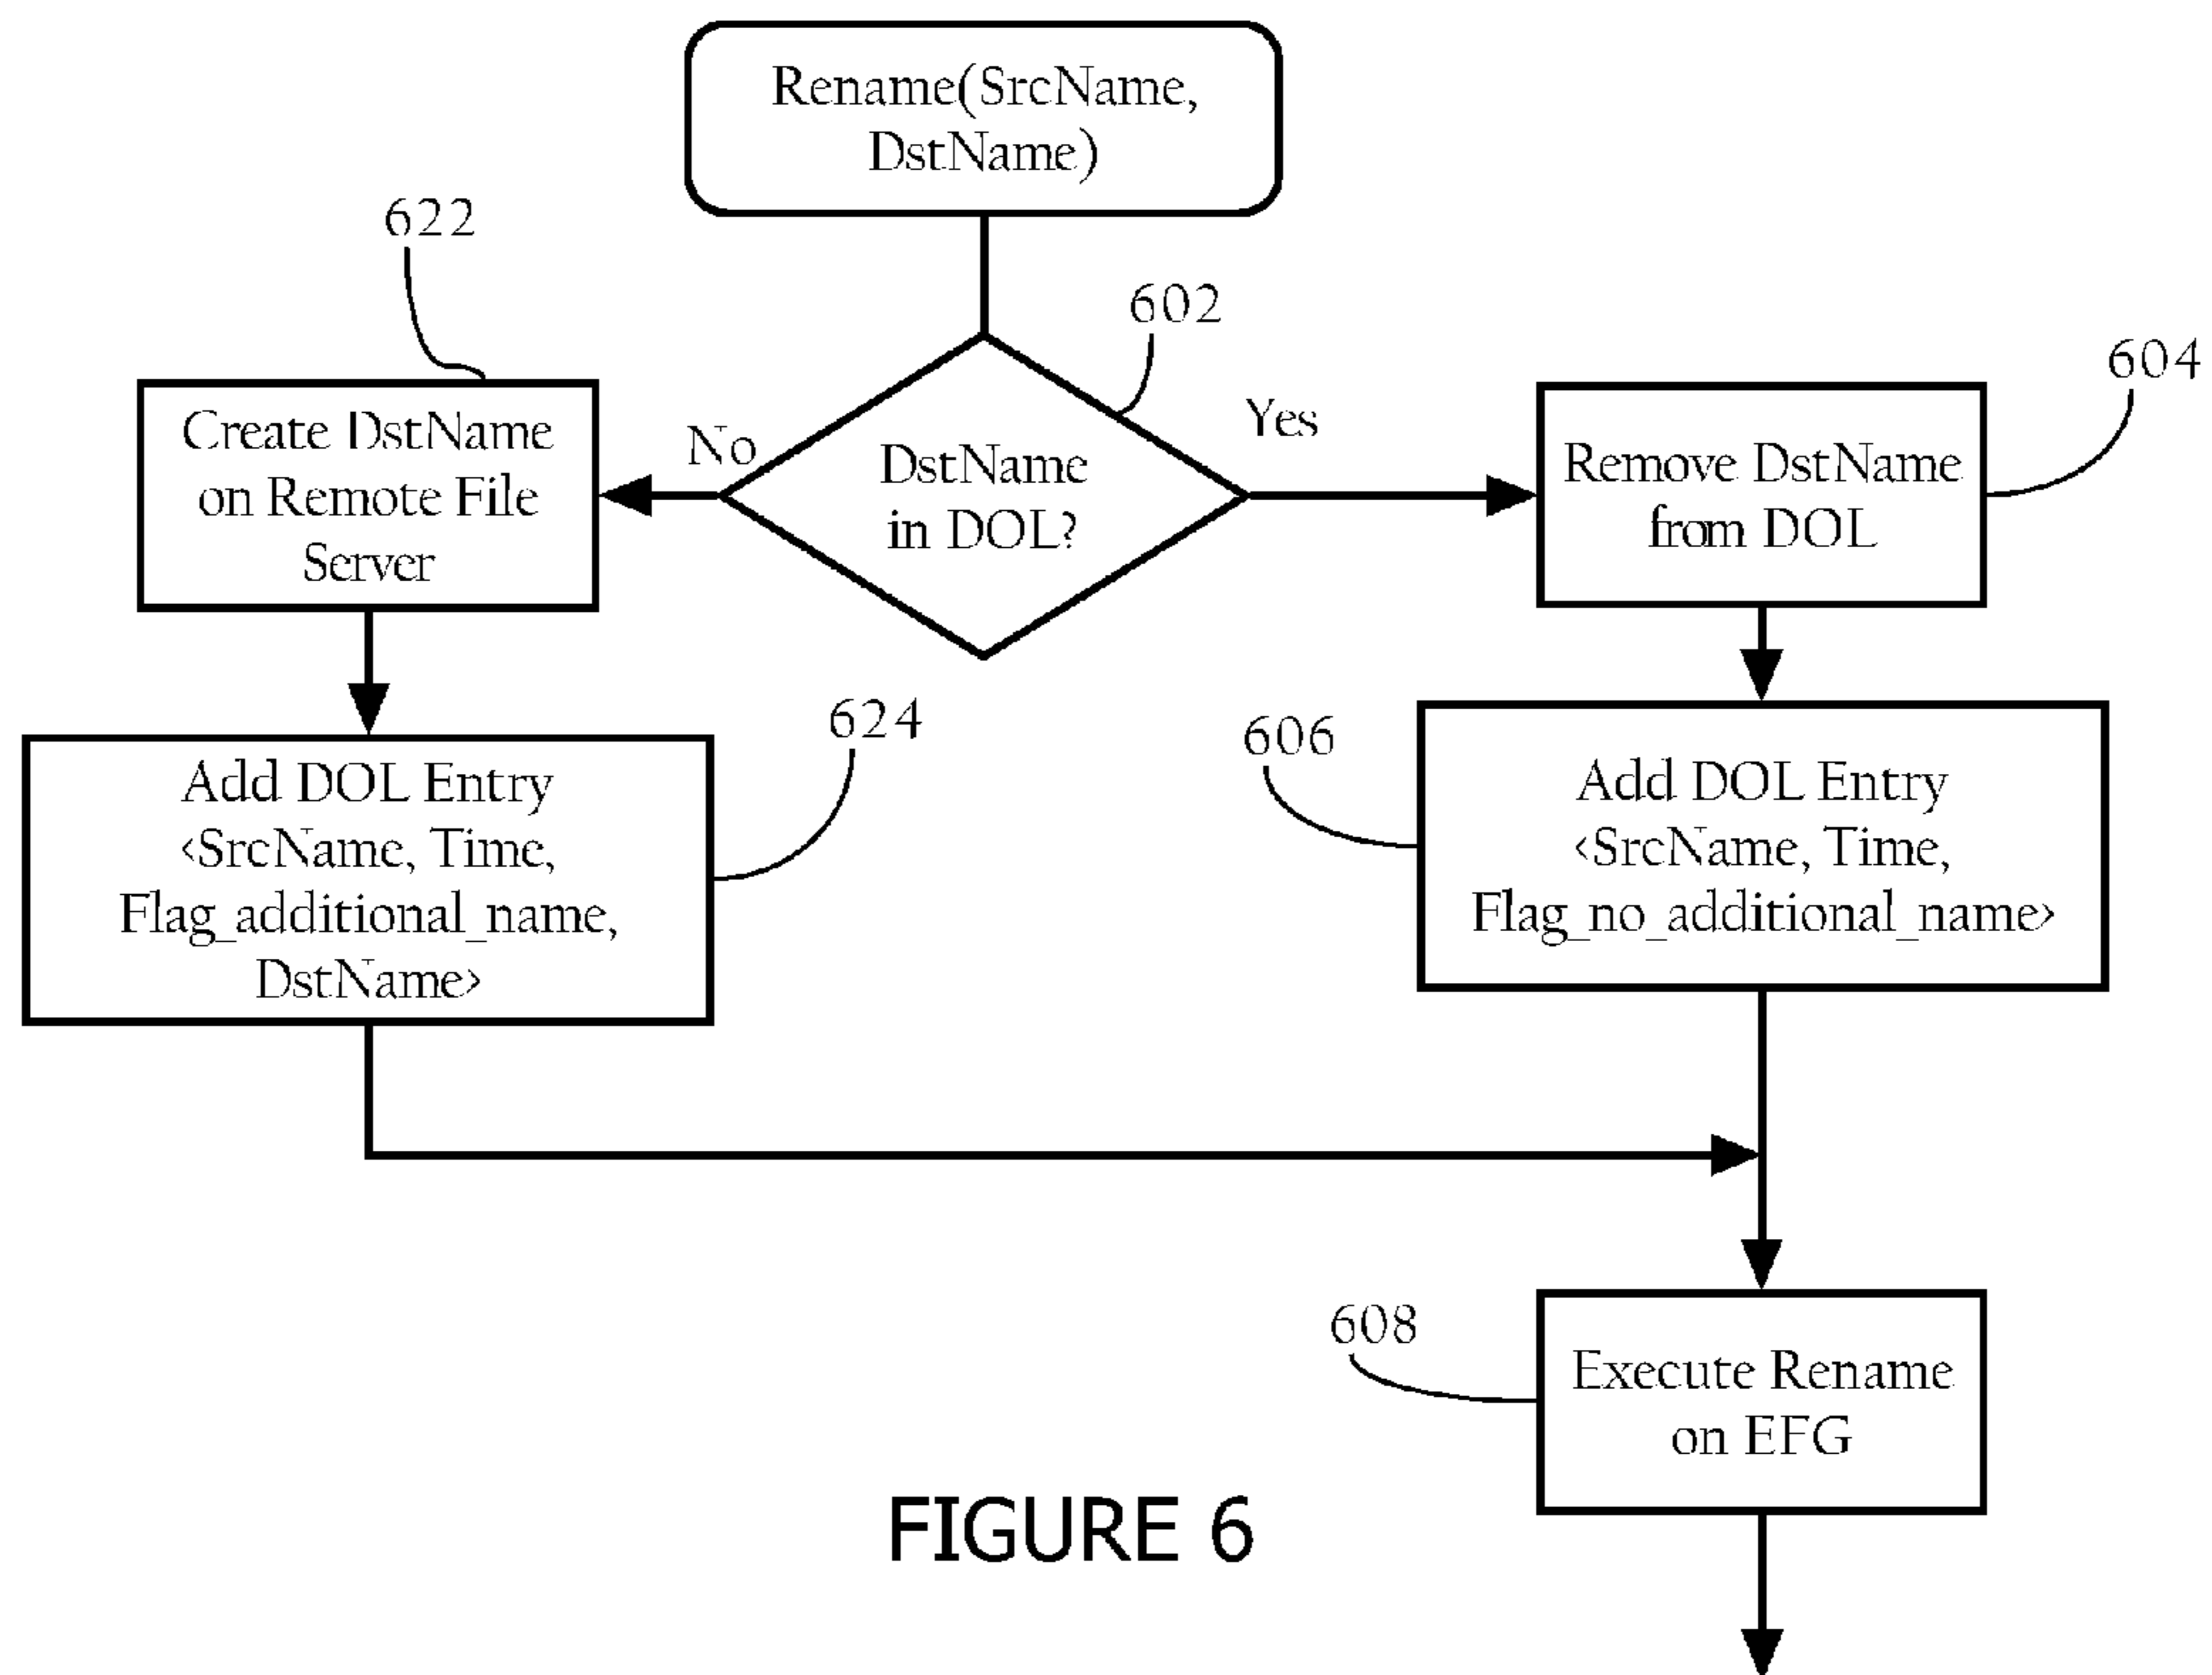 Rename(SrcName,
DstName)
622
602
604
No
Yes
Create DstName
on Remote File
Server
DstName
in DOL?
Remove DstName
from DOL
624
606
Add DOL Entry
<SrcName, Time,
Flag_additional_name,
DstName>
Add DOL Entry
<SrcName, Time,
Flag_no_additional_name>
608
Execute Rename
on EFG
FIGURE 6